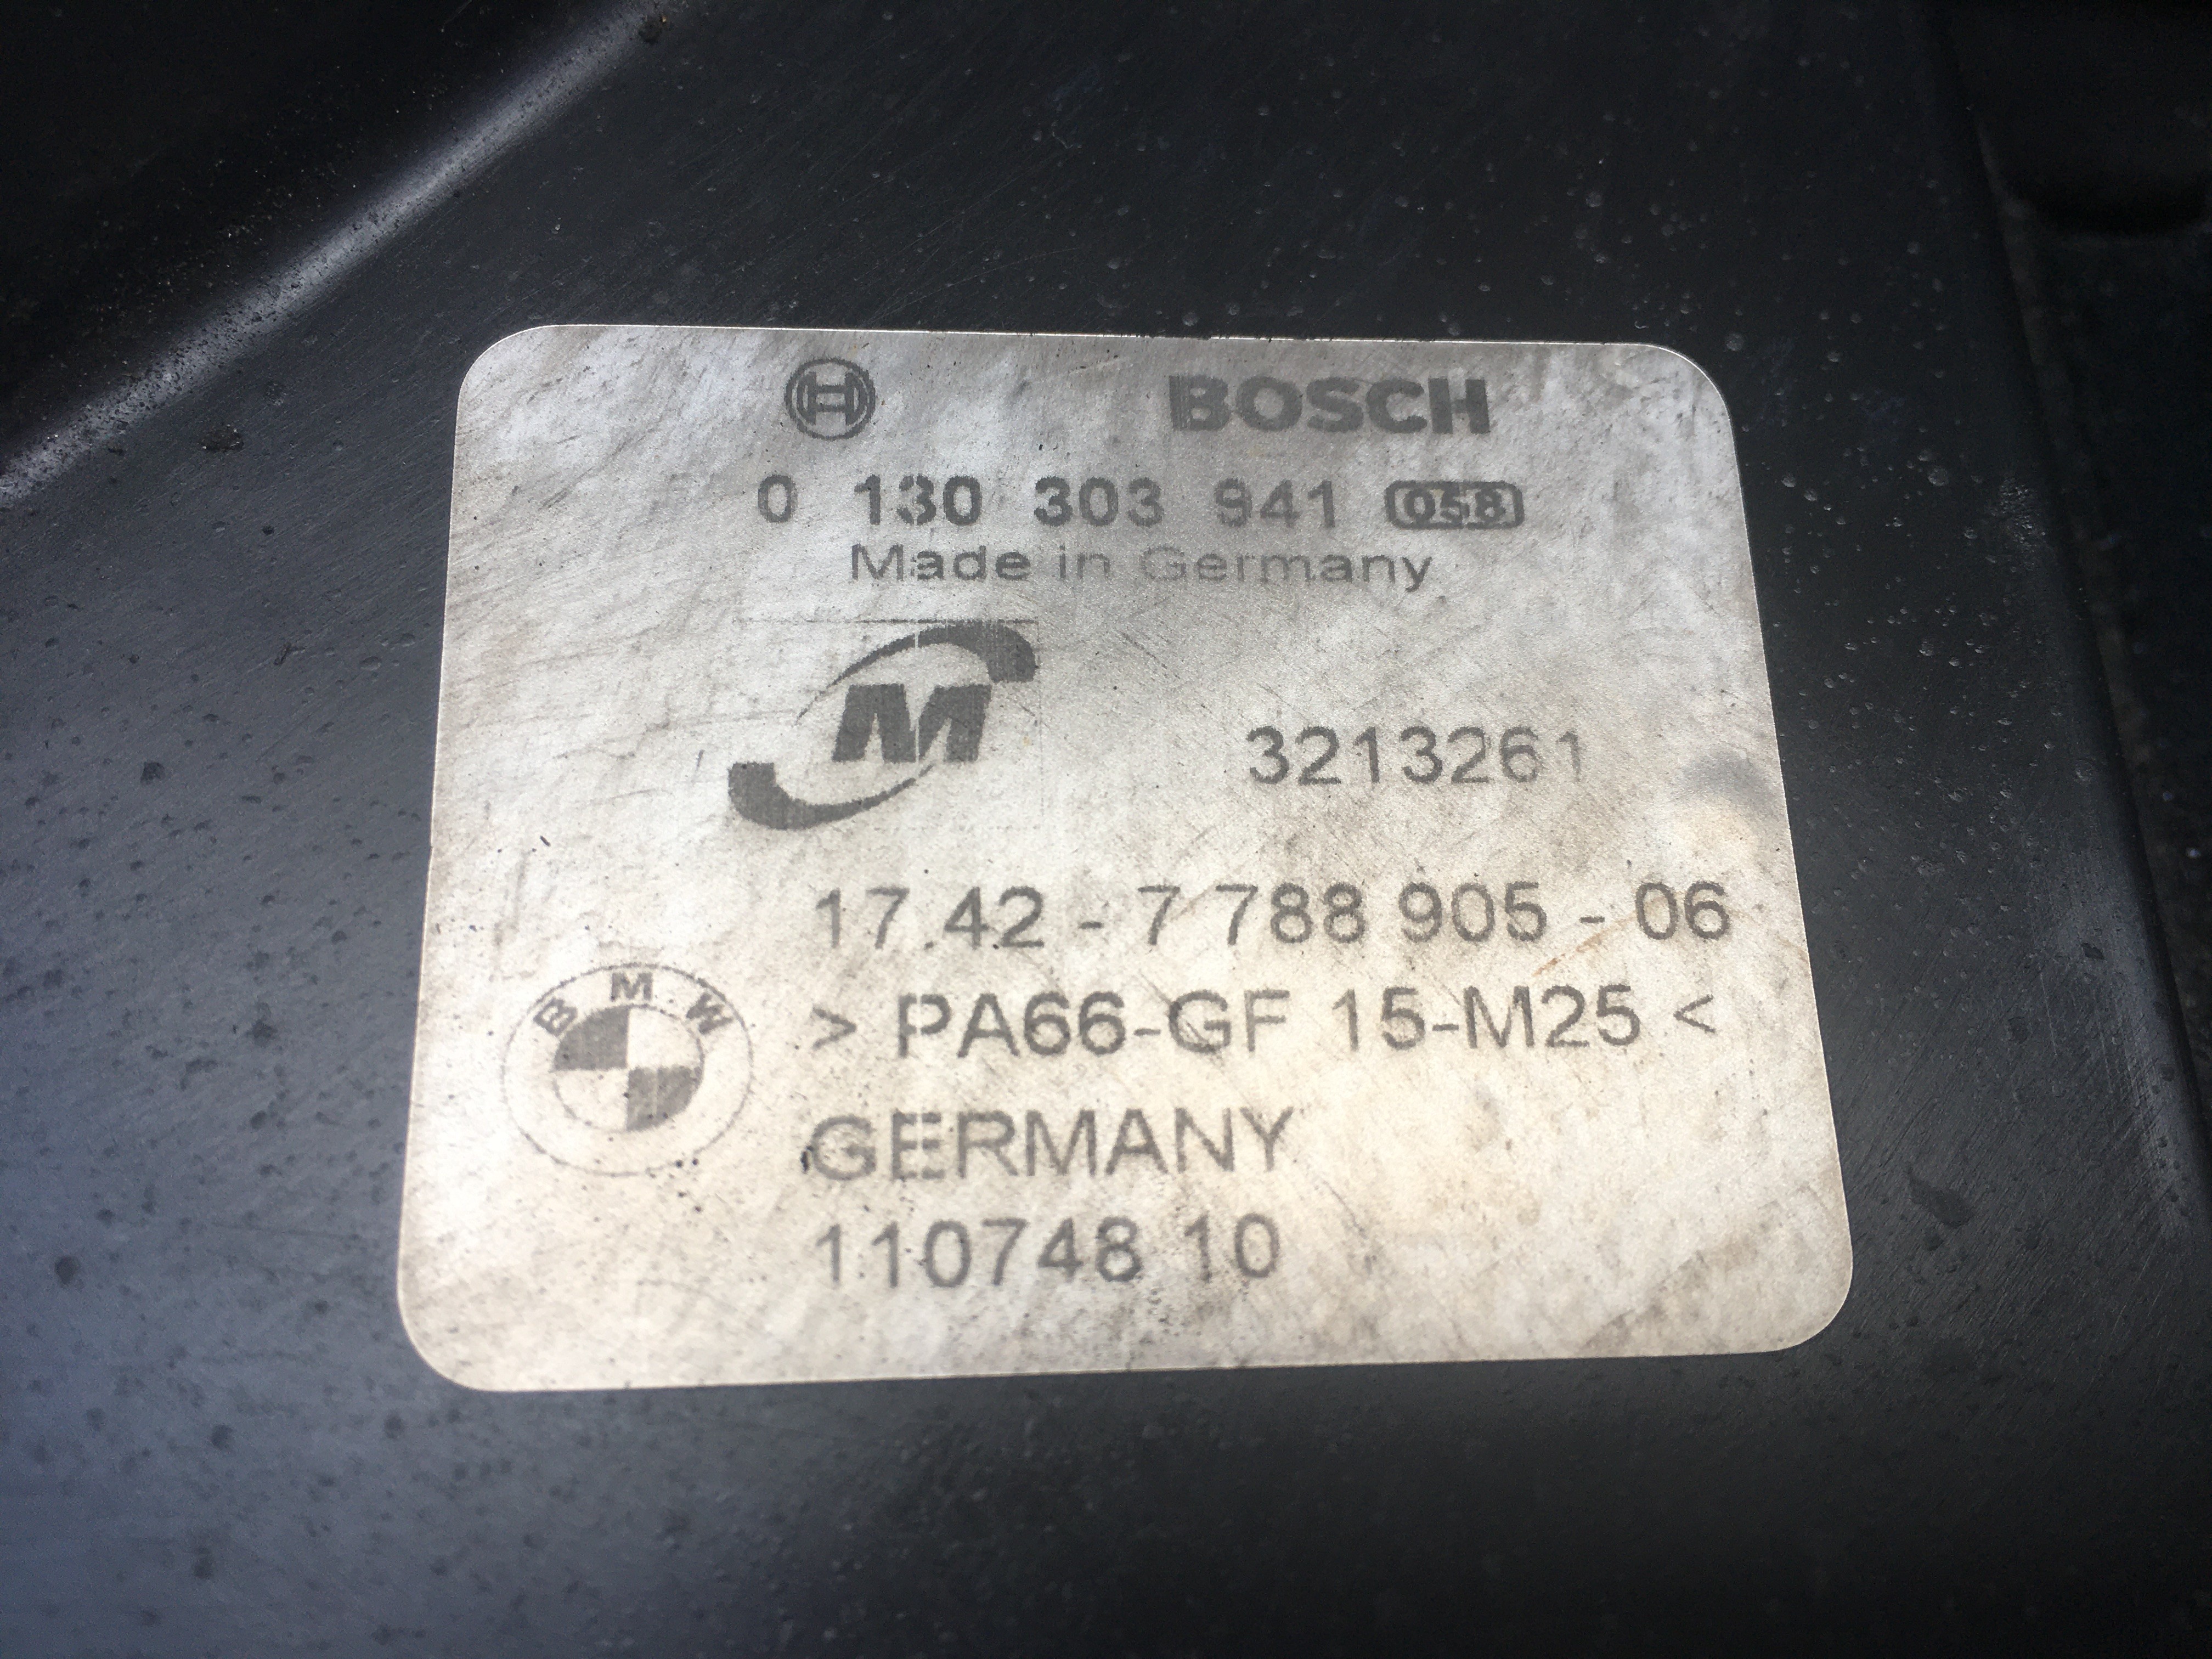 BOSCH
0 130 303 941 058
Made in Germany
M
3213261
17.42 - 7 788 905 - 06
BMW
> PA66-GF 15-M25 <
GERMANY
110748 10